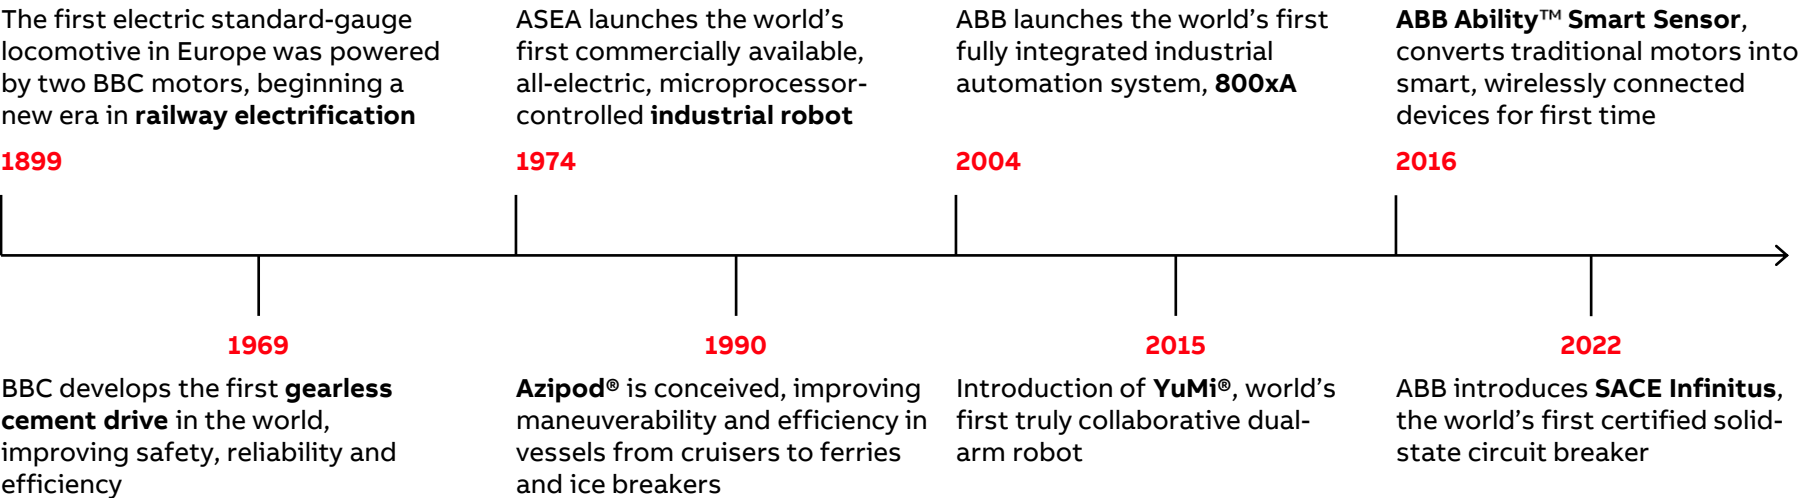 The first electric standard-gauge
locomotive in Europe was powered
by two BBC motors, beginning a
new era in railway electrification
1899
ASEA launches the world's
first commercially available,
all-electric, microprocessor-
controlled industrial robot
1974
ABB launches the world's first
fully integrated industrial
automation system, 800xA
2004
ABB Ability™ Smart Sensor,
converts traditional motors into
smart, wirelessly connected
devices for first time
2016
1969
BBC develops the first gearless
cement drive in the world,
improving safety, reliability and
efficiency
1990
Azipod® is conceived, improving
maneuverability and efficiency in
vessels from cruisers to ferries
and ice breakers
2015
Introduction of YuMi®, world's
first truly collaborative dual-
arm robot
2022
ABB introduces SACE Infinitus,
the world's first certified solid-
state circuit breaker